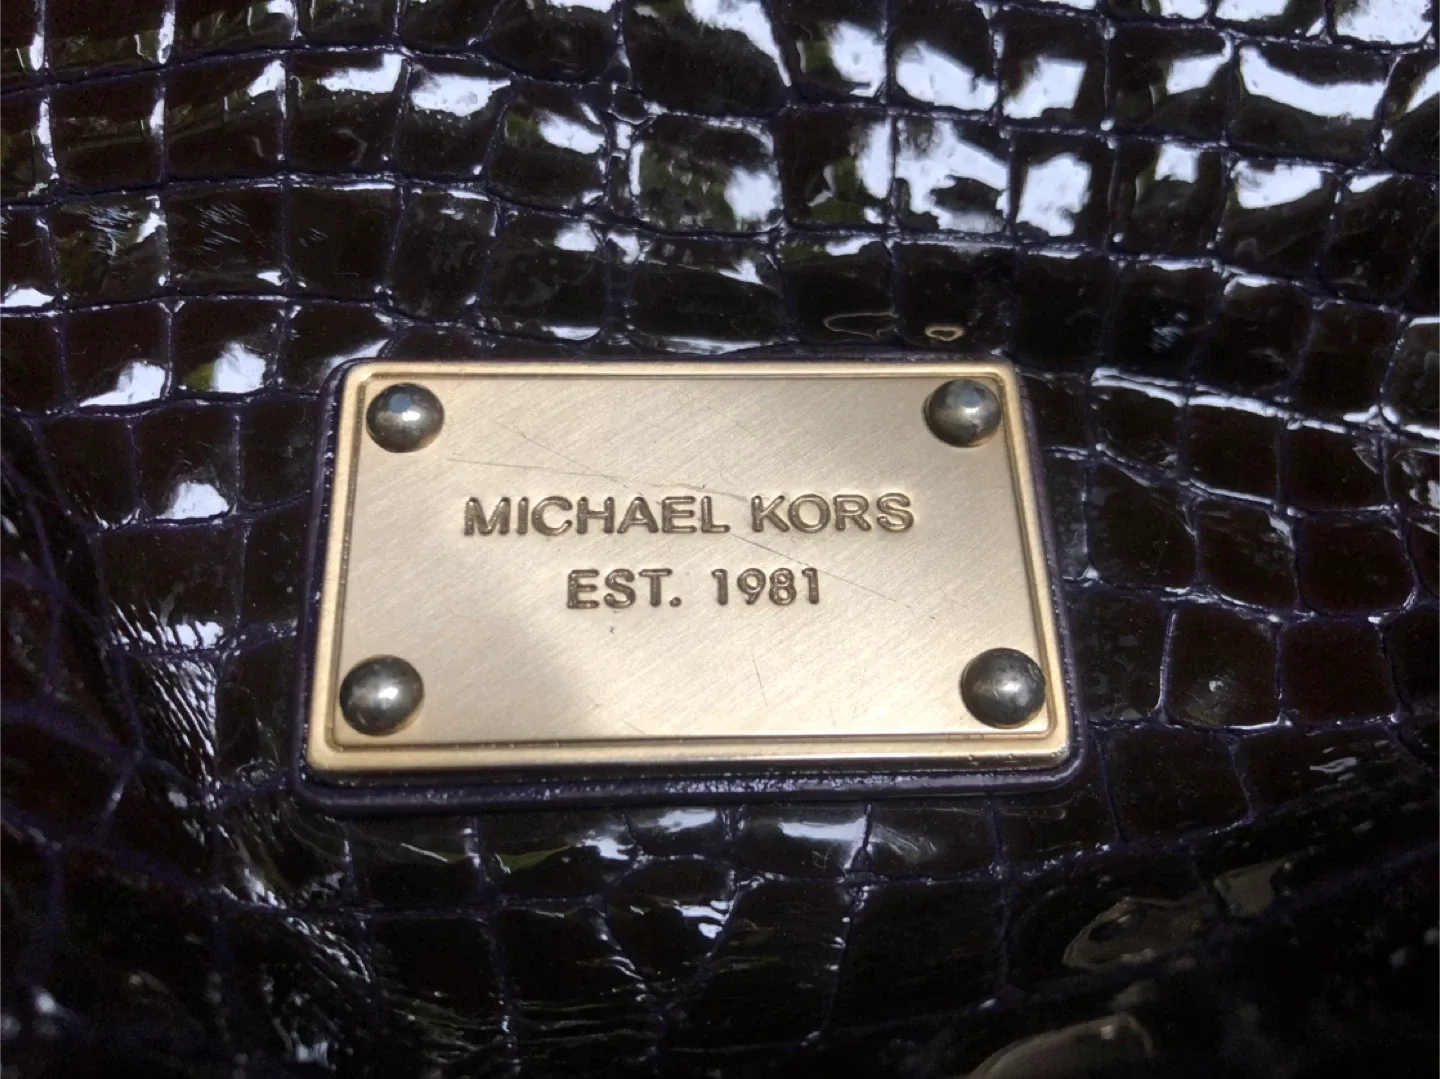 MICHAEL KORS
EST. 1981